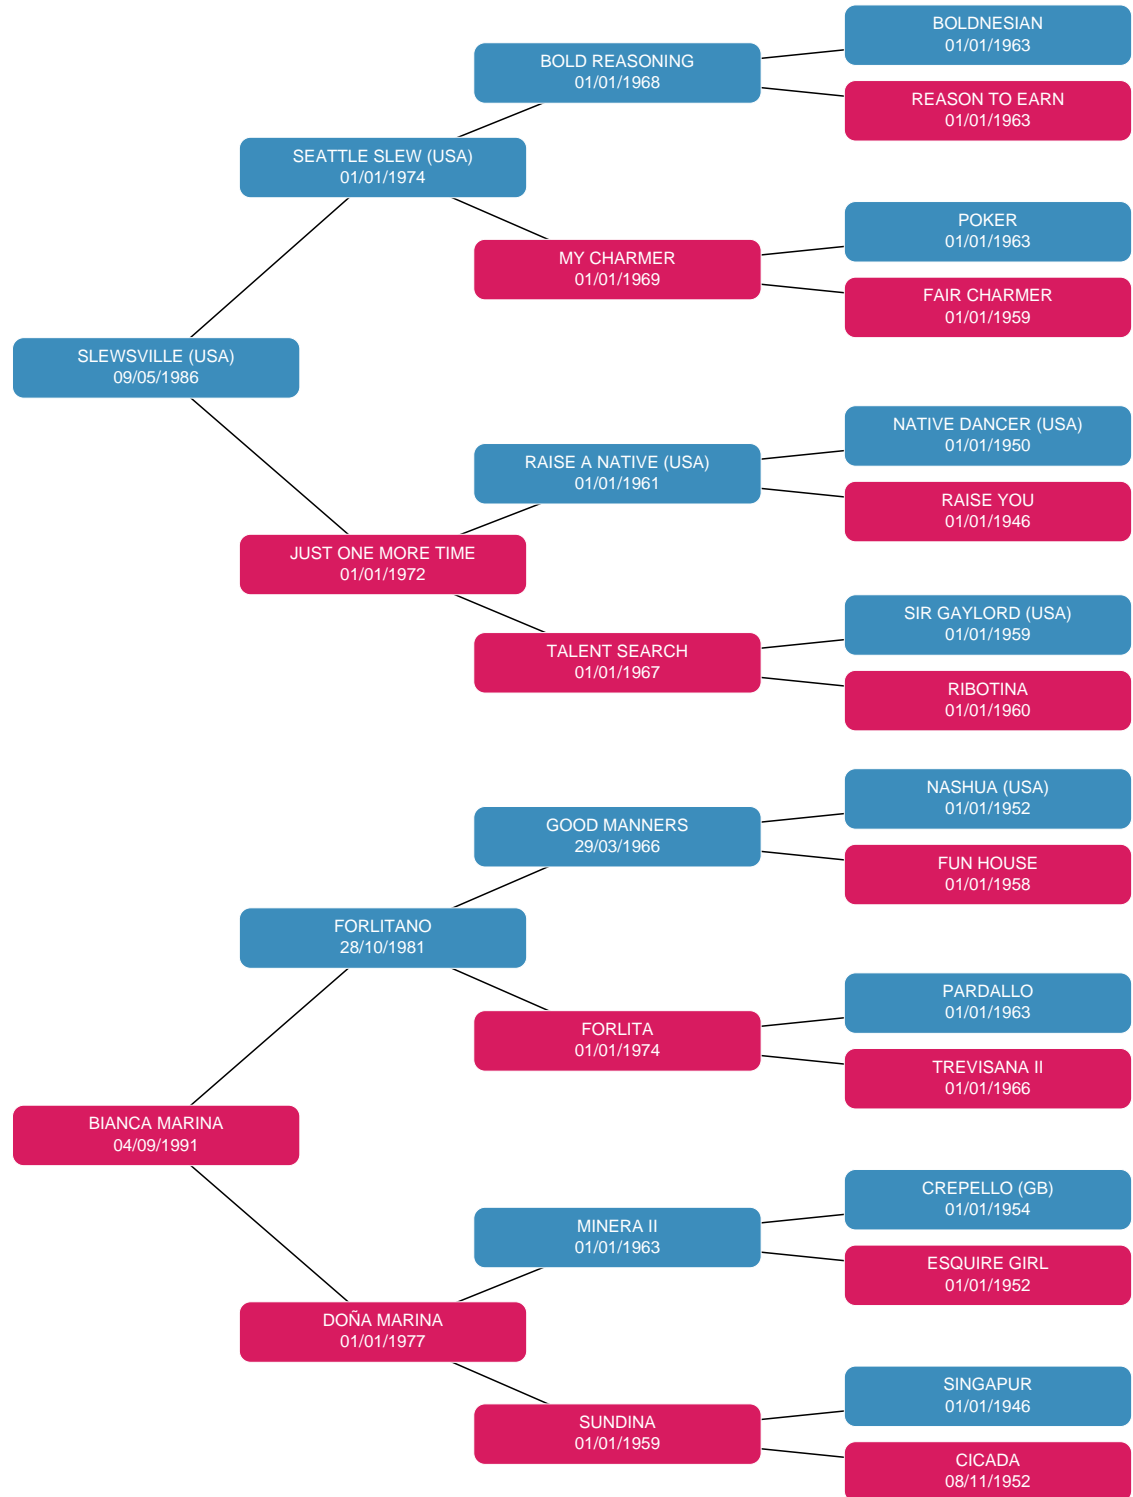 BOLDNESIAN
01/01/1963
BOLD REASONING
01/01/1968
REASON TO EARN
01/01/1963
SEATTLE SLEW (USA)
01/01/1974
POKER
01/01/1963
MY CHARMER
01/01/1969
FAIR CHARMER
01/01/1959
SLEWSVILLE (USA)
09/05/1986
NATIVE DANCER (USA)
01/01/1950
RAISE A NATIVE (USA)
01/01/1961
RAISE YOU
01/01/1946
JUST ONE MORE TIME
01/01/1972
SIR GAYLORD (USA)
01/01/1959
TALENT SEARCH
01/01/1967
RIBOTINA
01/01/1960
NASHUA (USA)
01/01/1952
GOOD MANNERS
29/03/1966
FUN HOUSE
01/01/1958
FORLITANO
28/10/1981
PARDALLO
01/01/1963
FORLITA
01/01/1974
TREVISANA II
01/01/1966
BIANCA MARINA
04/09/1991
CREPELLO (GB)
01/01/1954
MINERA II
01/01/1963
ESQUIRE GIRL
01/01/1952
DOÑA MARINA
01/01/1977
SINGAPUR
01/01/1946
SUNDINA
01/01/1959
CICADA
08/11/1952